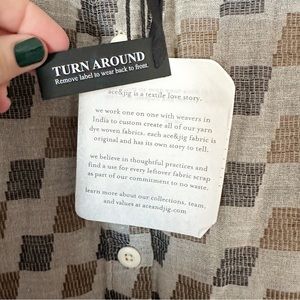 TURN AROUND
Remove label to wear back to front.
ace&jig is a textile love story.
we work one on one with weavers in
India to custom create all of our yarn
dye woven fabrics. each ace&jig fabric is
original and has its own story to tell.
we believe in thoughtful practices and
find a use for every leftover fabric scrap
as part of our commitment to no waste.
learn more about our collections, team,
and values at aceandjig.com